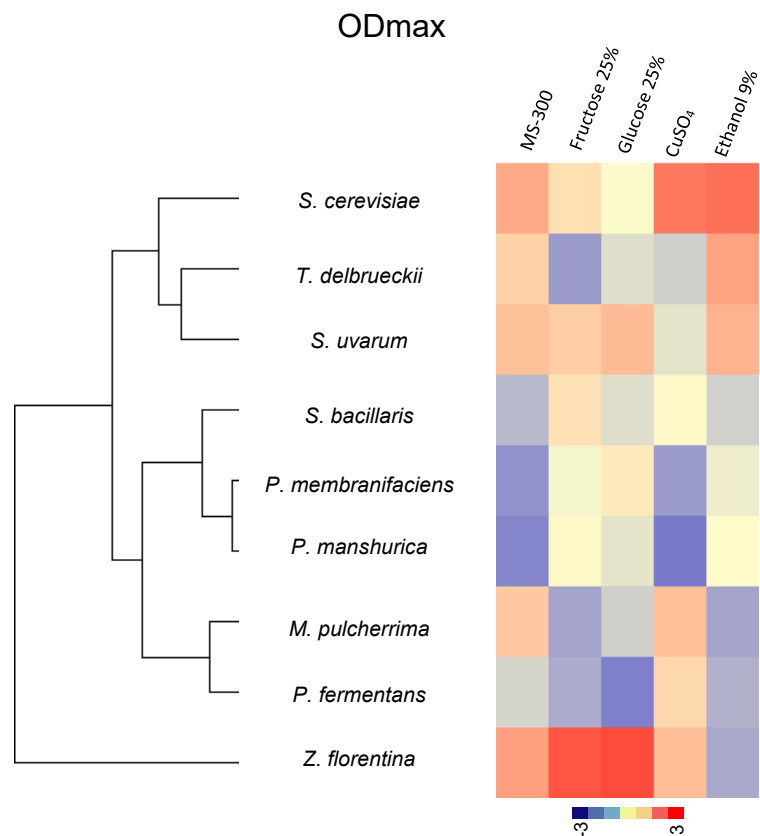 ODmax
MS-300
Fructose 25%
Glucose 25%
CuSO₄
Ethanol 9%
S. cerevisiae
T. delbrueckii
S. uvarum
S. bacillaris
P. membranifaciens
P. manshurica
M. pulcherrima
P. fermentans
Z. florentina
-3
3